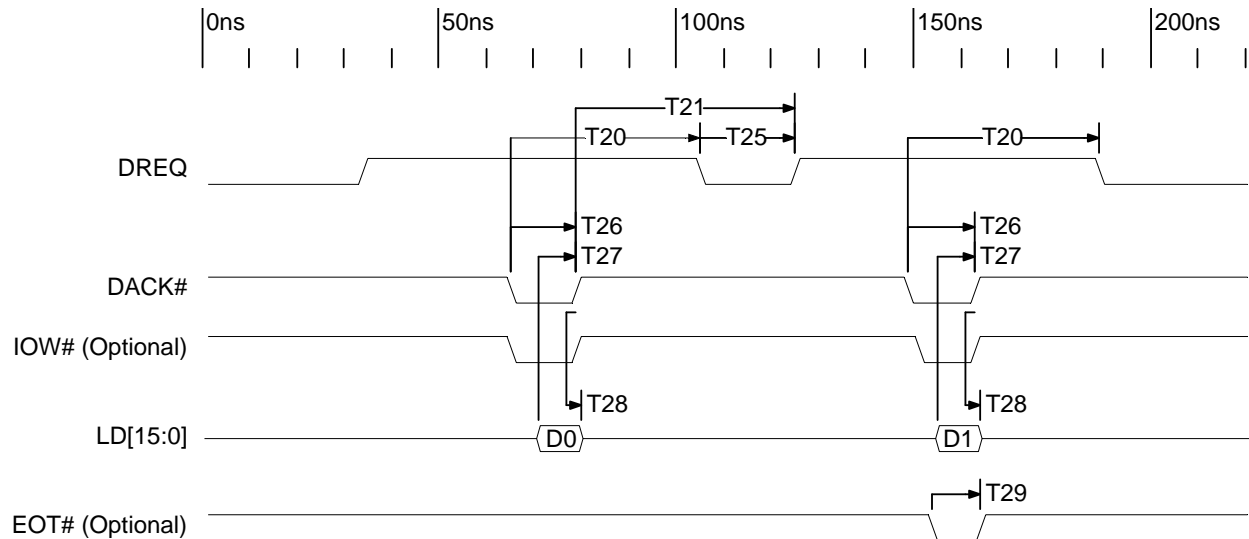 0ns 50ns 100ns 150ns 200ns
T21
T20 T25 T20
DREQ
T26 T26
T27 T27
DACK#
IOW# (Optional)
T28 T28
LD[15:0] D0 D1
T29
EOT# (Optional)